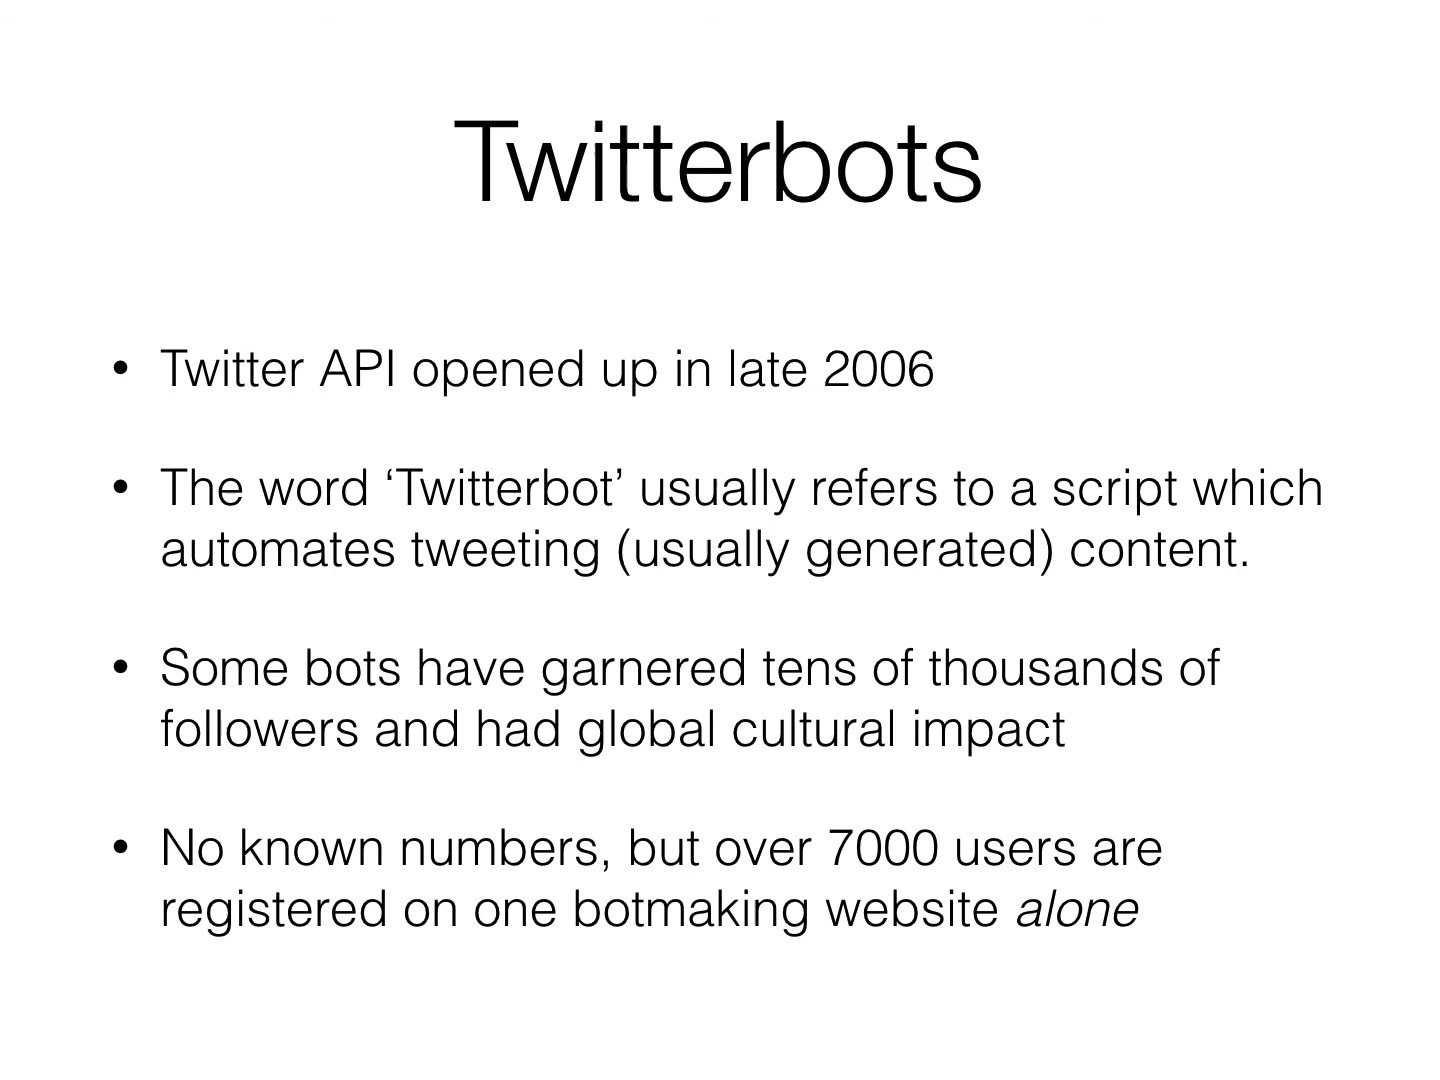 Twitterbots
• Twitter API opened up in late 2006
• The word ‘Twitterbot’ usually refers to a script which
automates tweeting (usually generated) content.
• Some bots have garnered tens of thousands of
followers and had global cultural impact
• No known numbers, but over 7000 users are
registered on one botmaking website alone